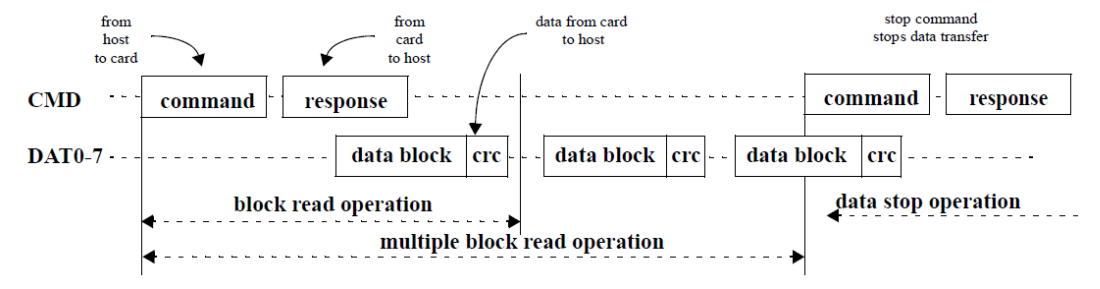 from
host
to card
from
card
to host
data from card
to host
stop command
stops data transfer
CMD command response command response
DAT0-7 data block crc data block crc data block crc
block read operation data stop operation
multiple block read operation